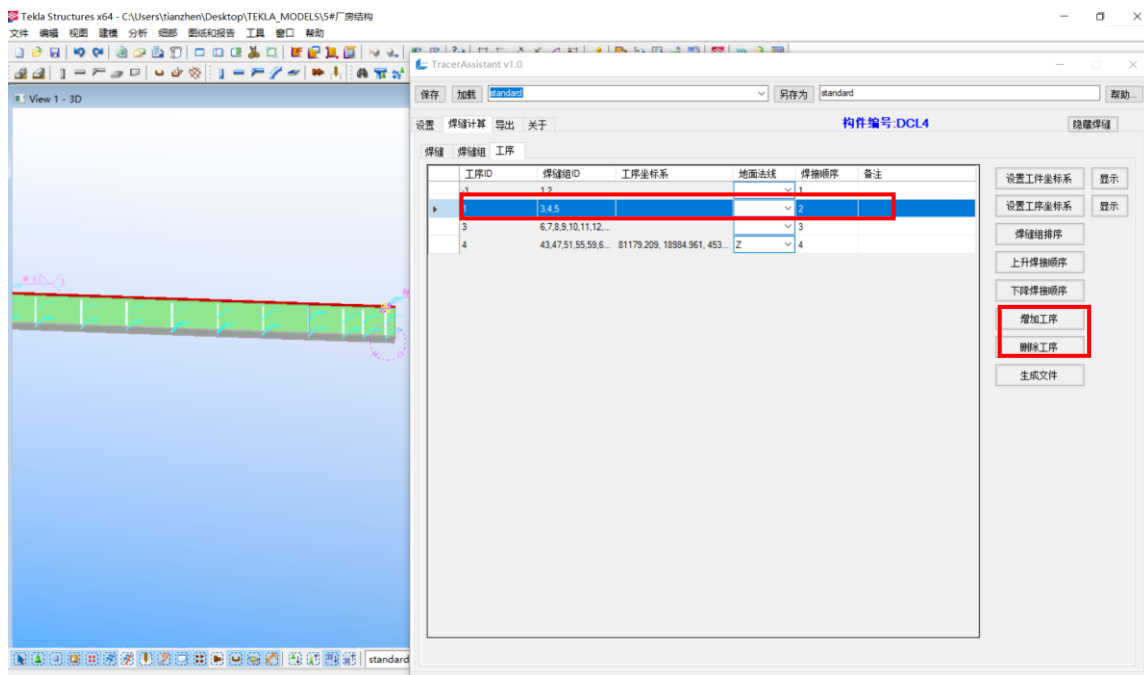 Tekla Structures x64 - C:\Users\tianzhen\Desktop\TEKLA_MODELS\5#厂房结构
文件 编辑 视图 建模 分析 细部 图纸和报告 工具 窗口 帮助
TracerAssistant v1.0
View 1 - 3D
保存 加载 standard 另存为 standard 帮助...
设置 焊缝计算 导出 关于 构件编号:DCL4 隐藏焊缝
焊缝 焊缝组 工序
工序ID 焊缝组ID 工序坐标系 地面法线 焊接顺序 备注
-1 1,2 1
3,4,5 2
3 6,7,8,9,10,11,12,... 3
4 43,47,51,55,59,6... 81179.209, 18984.961, 453... Z 4
设置工件坐标系 显示
设置工序坐标系 显示
焊缝组排序
上升焊接顺序
下降焊接顺序
增加工序
删除工序
生成文件
standard